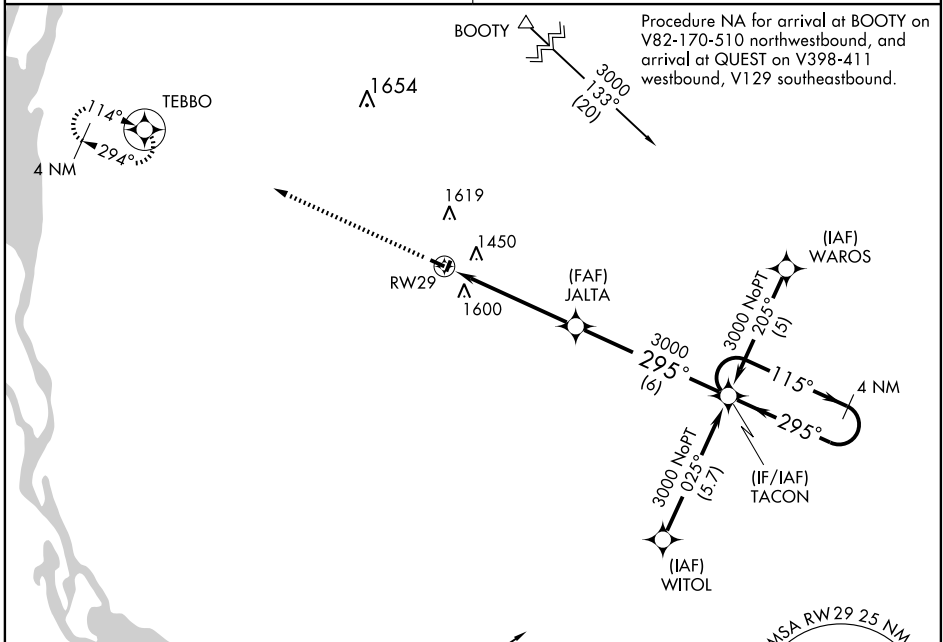 Procedure NA for arrival at BOOTY on
V82-170-510 northwestbound, and
arrival at QUEST on V398-411
westbound, V129 southeastbound.
BOOTY
3000
133°
(20)
1654
TEBBO
114°
294°
4 NM
1619
1450
RW29
1600
(FAF)
JALTA
3000
295°
(6)
(IAF)
WAROS
3000 NoPT
205°
(5)
115°
4 NM
295°
3000 NoPT
025°
(5.7)
(IF/IAF)
TACON
(IAF)
WITOL
MSA RW29 25 NM